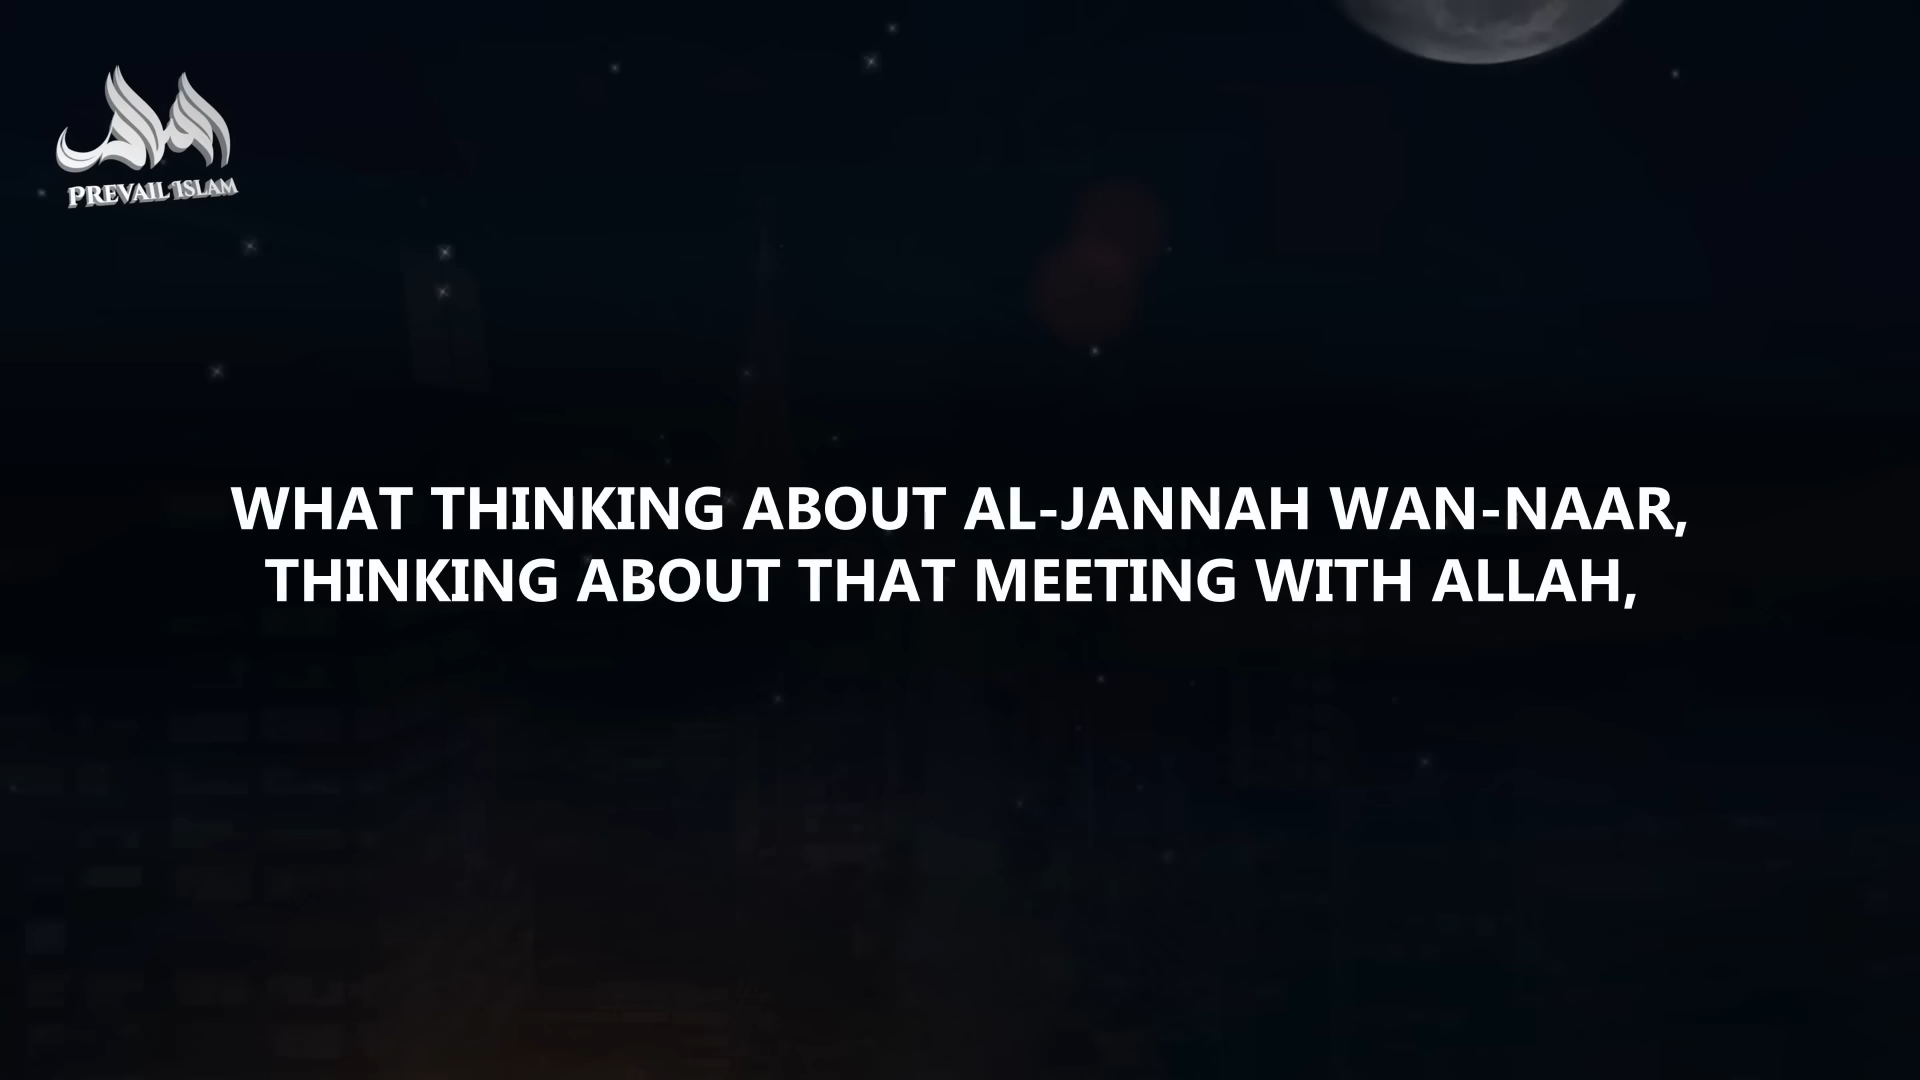 PREVAIL ISLAM
WHAT THINKING ABOUT AL-JANNAH WAN-NAAR,
THINKING ABOUT THAT MEETING WITH ALLAH,